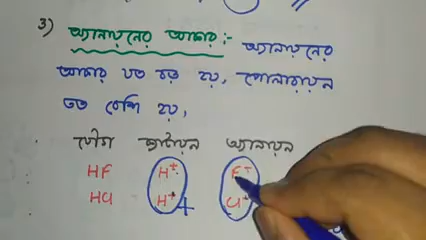 3) অ্যানায়নের আকার :- অ্যানায়নের
আকার যত বড় হয়, পোলারায়ন
তত বেশি হয়,
যৌগ ক্যাটায়ন অ্যানায়ন
HF H+ F-
HCl H+ Cl-